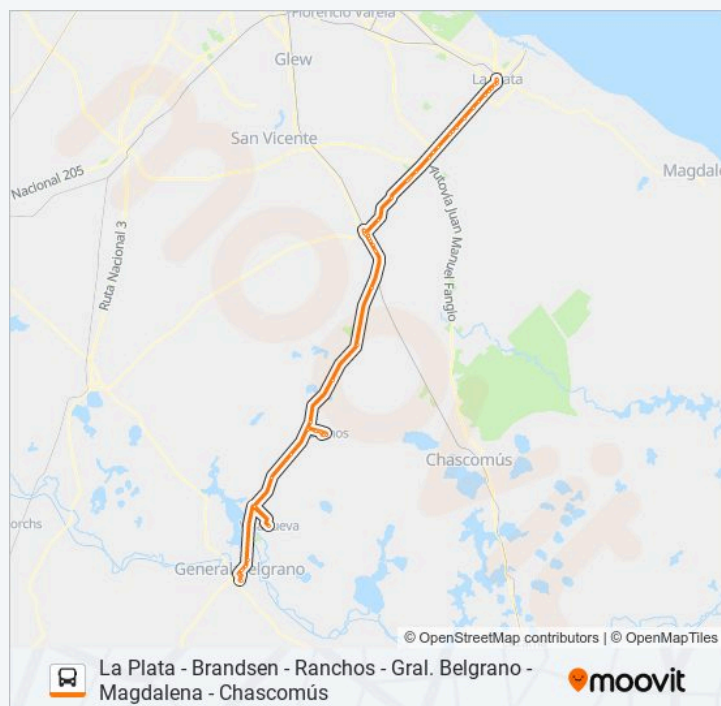 Florencio Varela
Glew
La Plata
San Vicente
Nacional 205
Magdale
Ruta Nacional 3
Autovía Juan Manuel Fangio
Chascomús
orchs
General Belgrano
© OpenStreetMap contributors | © OpenMapTiles
La Plata - Brandsen - Ranchos - Gral. Belgrano -
Magdalena - Chascomús
moovit